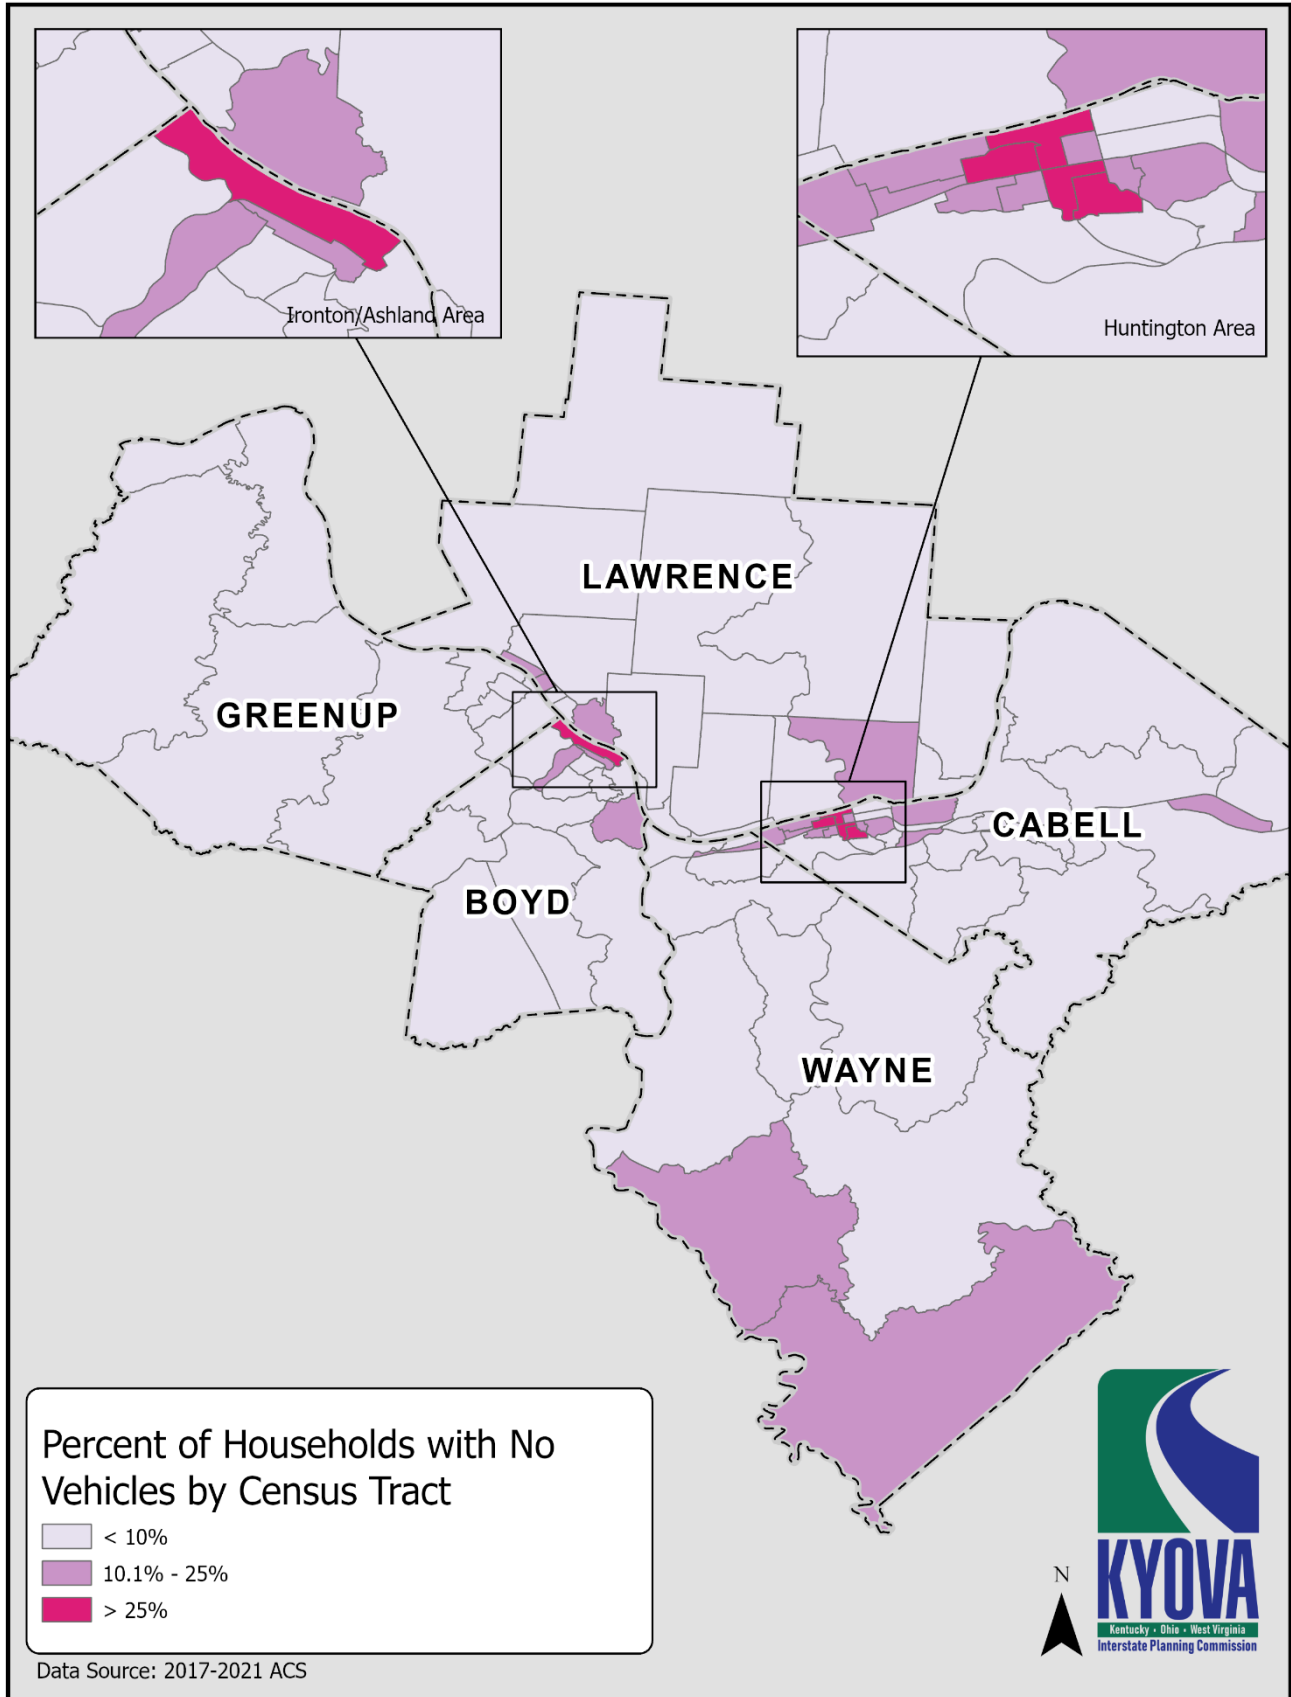 Ironton/Ashland Area
Huntington Area
LAWRENCE
GREENUP
CABELL
BOYD
WAYNE
Percent of Households with No
Vehicles by Census Tract
< 10%
10.1% - 25%
> 25%
Data Source: 2017-2021 ACS
N
KYOVA
Kentucky • Ohio • West Virginia
Interstate Planning Commission